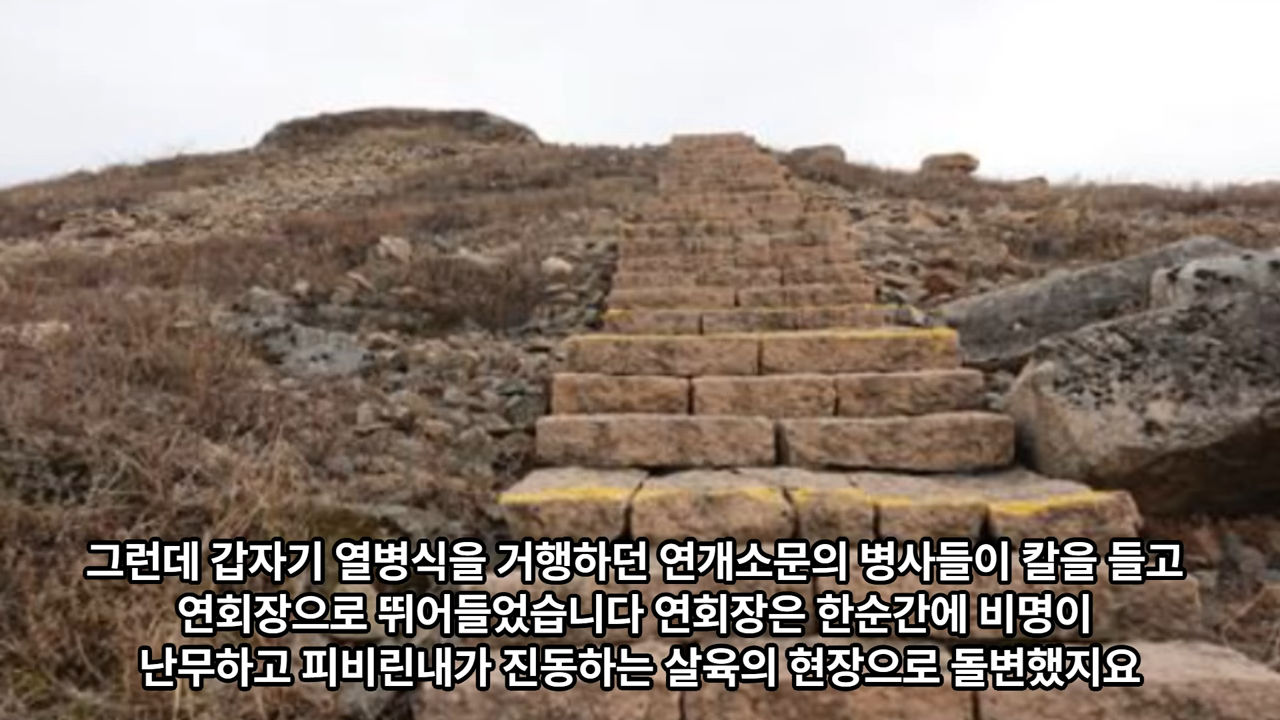 그런데 갑자기 열병식을 거행하던 연개소문의 병사들이 칼을 들고
연회장으로 뛰어들었습니다 연회장은 한순간에 비명이
난무하고 피비린내가 진동하는 살육의 현장으로 돌변했지요